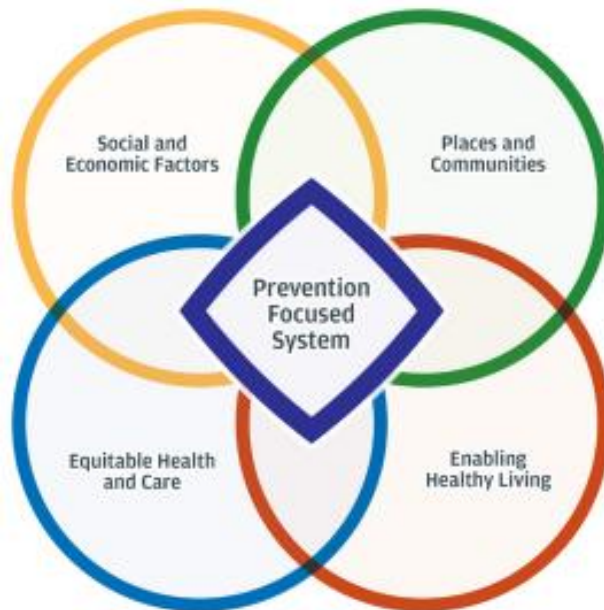 Social and
Economic Factors
Places and
Communities
Prevention
Focused
System
Equitable Health
and Care
Enabling
Healthy Living